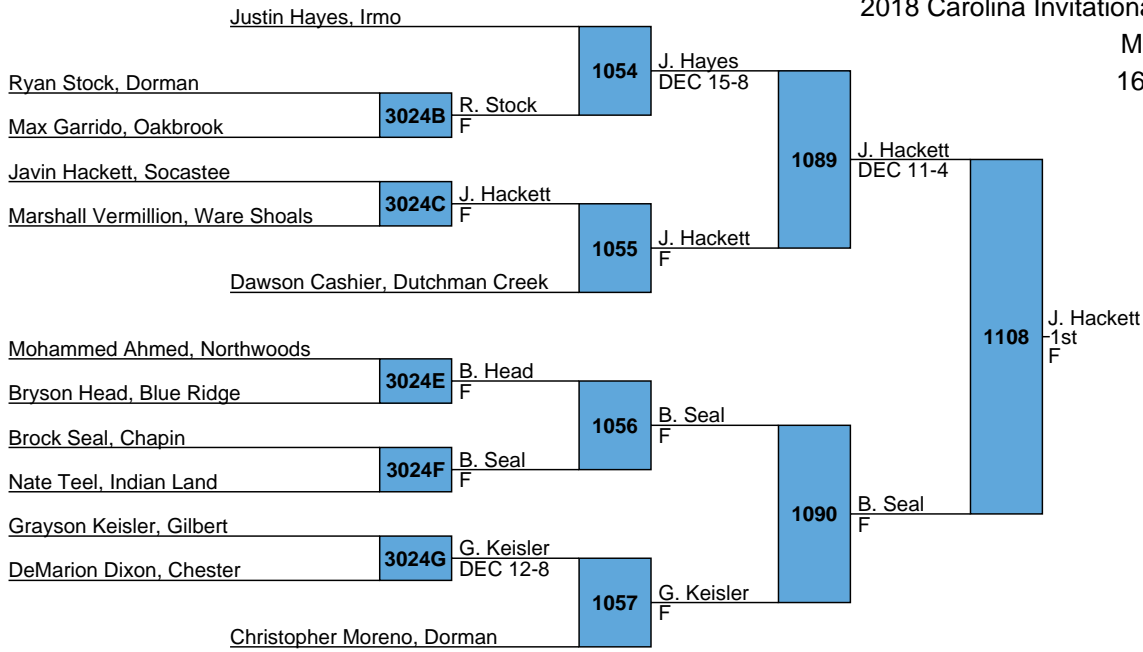 Justin Hayes, Irmo
2018 Carolina Invitationa
M
16
1054
J. Hayes
DEC 15-8
Ryan Stock, Dorman
Max Garrido, Oakbrook
3024B
R. Stock
F
1089
J. Hackett
DEC 11-4
Javin Hackett, Socastee
Marshall Vermillion, Ware Shoals
3024C
J. Hackett
F
1055
J. Hackett
F
Dawson Cashier, Dutchman Creek
1108
J. Hackett
1st
F
Mohammed Ahmed, Northwoods
Bryson Head, Blue Ridge
3024E
B. Head
F
1056
B. Seal
F
Brock Seal, Chapin
Nate Teel, Indian Land
3024F
B. Seal
F
1090
B. Seal
F
Grayson Keisler, Gilbert
DeMarion Dixon, Chester
3024G
G. Keisler
DEC 12-8
1057
G. Keisler
F
Christopher Moreno, Dorman